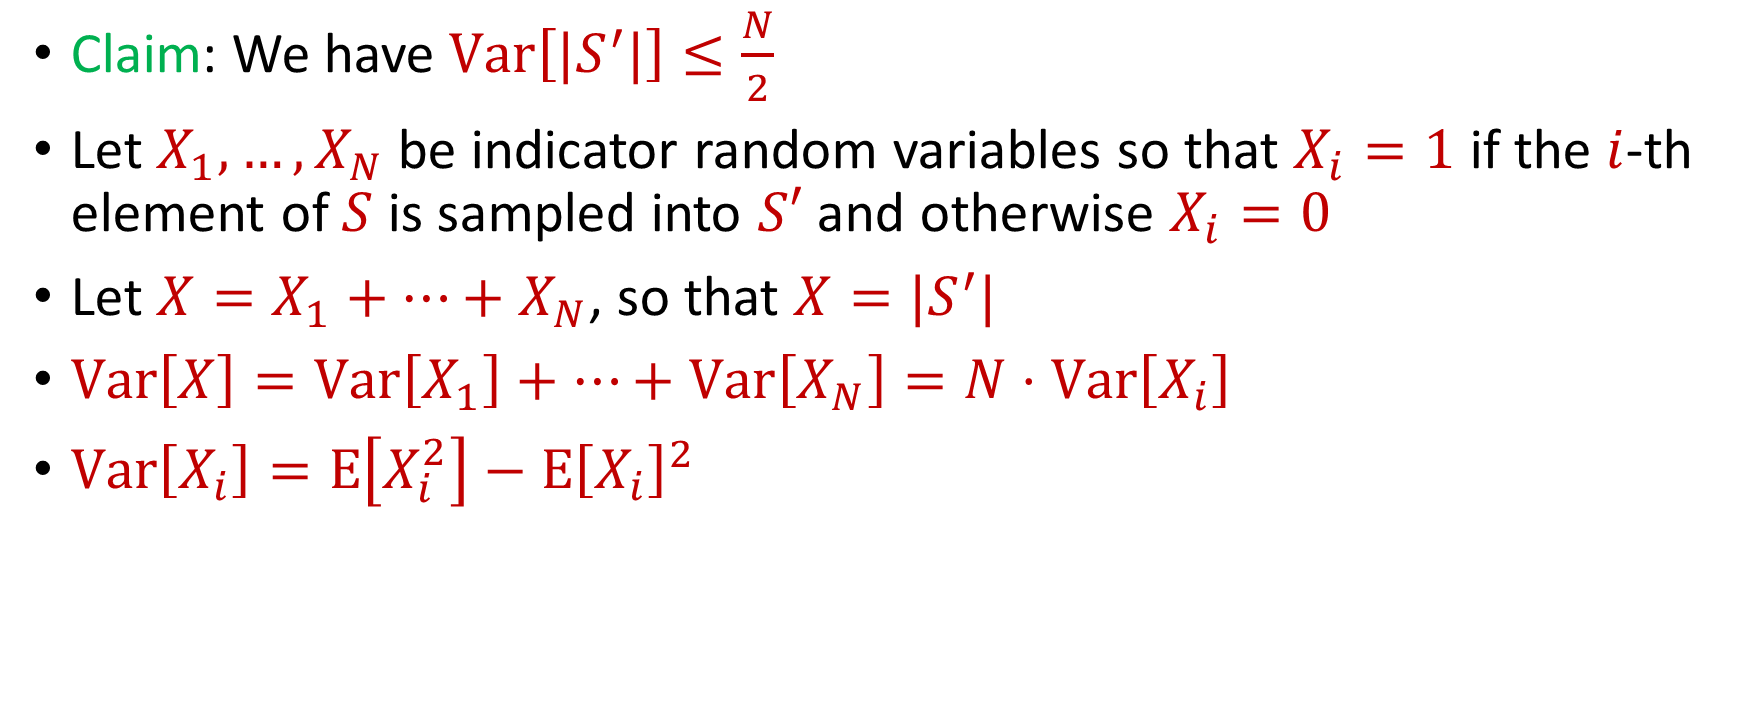 • Claim: We have Var[|S′|] ≤ N/2
• Let X₁, … , X_N be indicator random variables so that X_i = 1 if the i-th
element of S is sampled into S′ and otherwise X_i = 0
• Let X = X₁ + ⋯ + X_N, so that X = |S′|
• Var[X] = Var[X₁] + ⋯ + Var[X_N] = N · Var[X_i]
• Var[X_i] = E[X_i²] − E[X_i]²